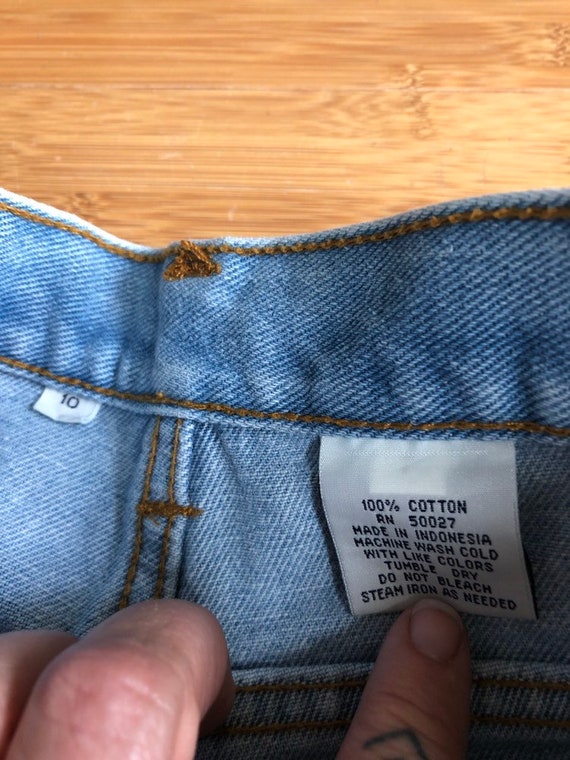 10
100% COTTON
RN 50027
MADE IN INDONESIA
MACHINE WASH COLD
WITH LIKE COLORS
TUMBLE DRY
DO NOT BLEACH
STEAM IRON AS NEEDED